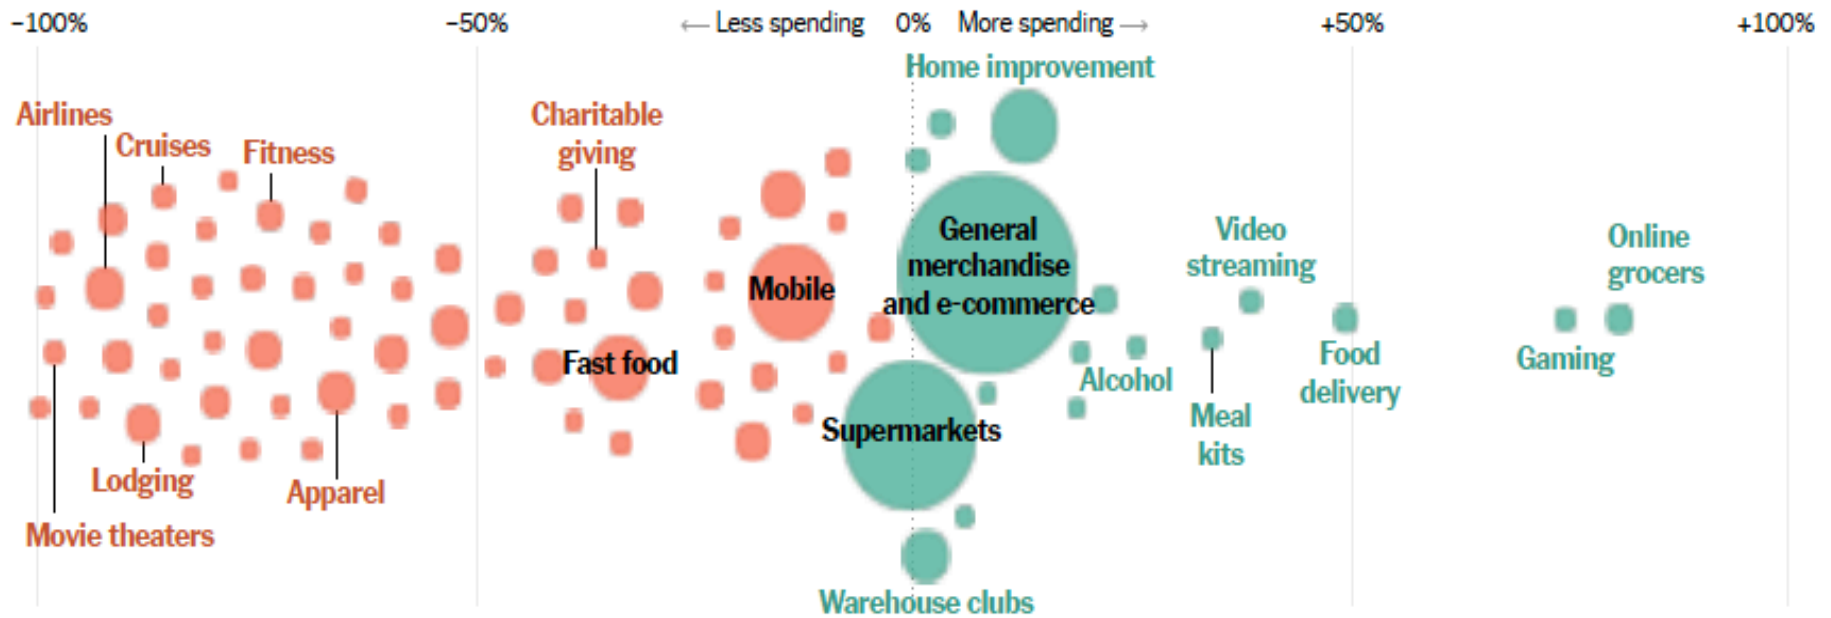 −100%
−50%
← Less spending
0%
More spending →
+50%
+100%
Home improvement
Airlines
Cruises
Fitness
Charitable
giving
General
merchandise
and e-commerce
Video
streaming
Online
grocers
Mobile
Fast food
Alcohol
Food
delivery
Gaming
Meal
kits
Supermarkets
Lodging
Apparel
Movie theaters
Warehouse clubs